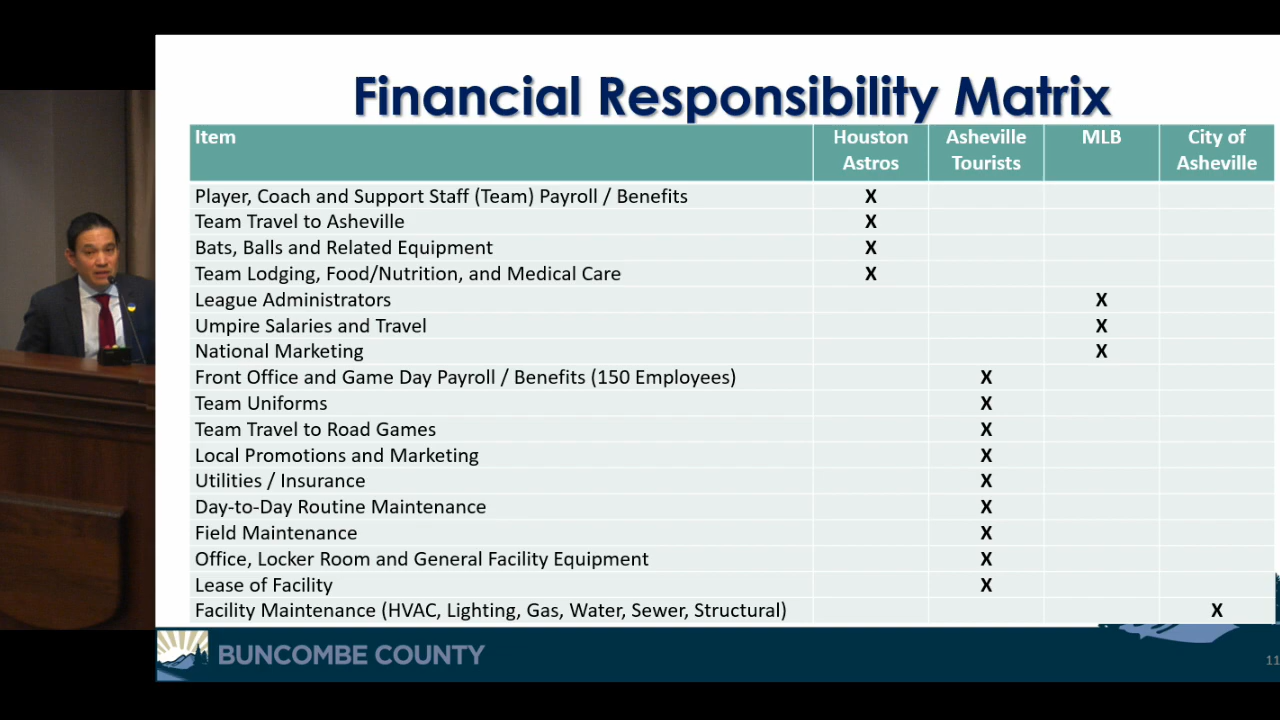 Financial Responsibility Matrix
Item Houston Astros Asheville Tourists MLB City of Asheville
Player, Coach and Support Staff (Team) Payroll / Benefits X
Team Travel to Asheville X
Bats, Balls and Related Equipment X
Team Lodging, Food/Nutrition, and Medical Care X
League Administrators X
Umpire Salaries and Travel X
National Marketing X
Front Office and Game Day Payroll / Benefits (150 Employees) X
Team Uniforms X
Team Travel to Road Games X
Local Promotions and Marketing X
Utilities / Insurance X
Day-to-Day Routine Maintenance X
Field Maintenance X
Office, Locker Room and General Facility Equipment X
Lease of Facility X
Facility Maintenance (HVAC, Lighting, Gas, Water, Sewer, Structural) X
BUNCOMBE COUNTY
11